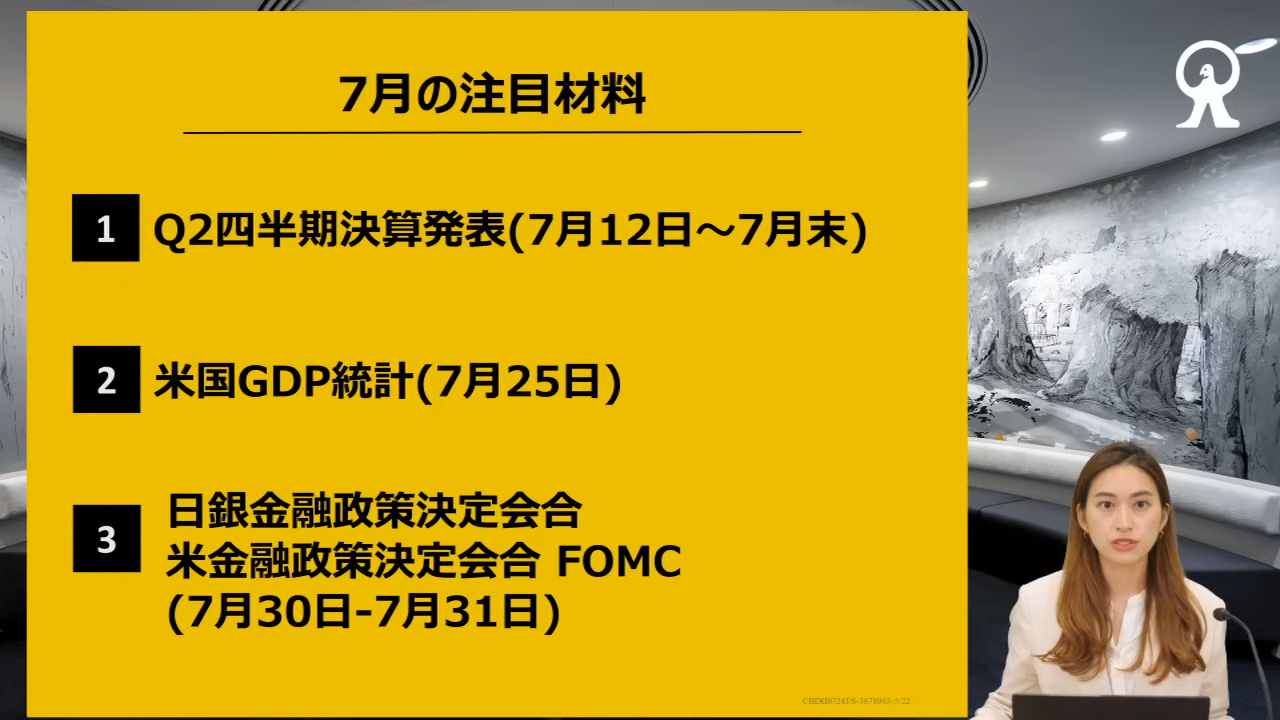 7月の注目材料
1 Q2四半期決算発表(7月12日～7月末)
2 米国GDP統計(7月25日)
3 日銀金融政策決定会合
米金融政策決定会合 FOMC
(7月30日-7月31日)